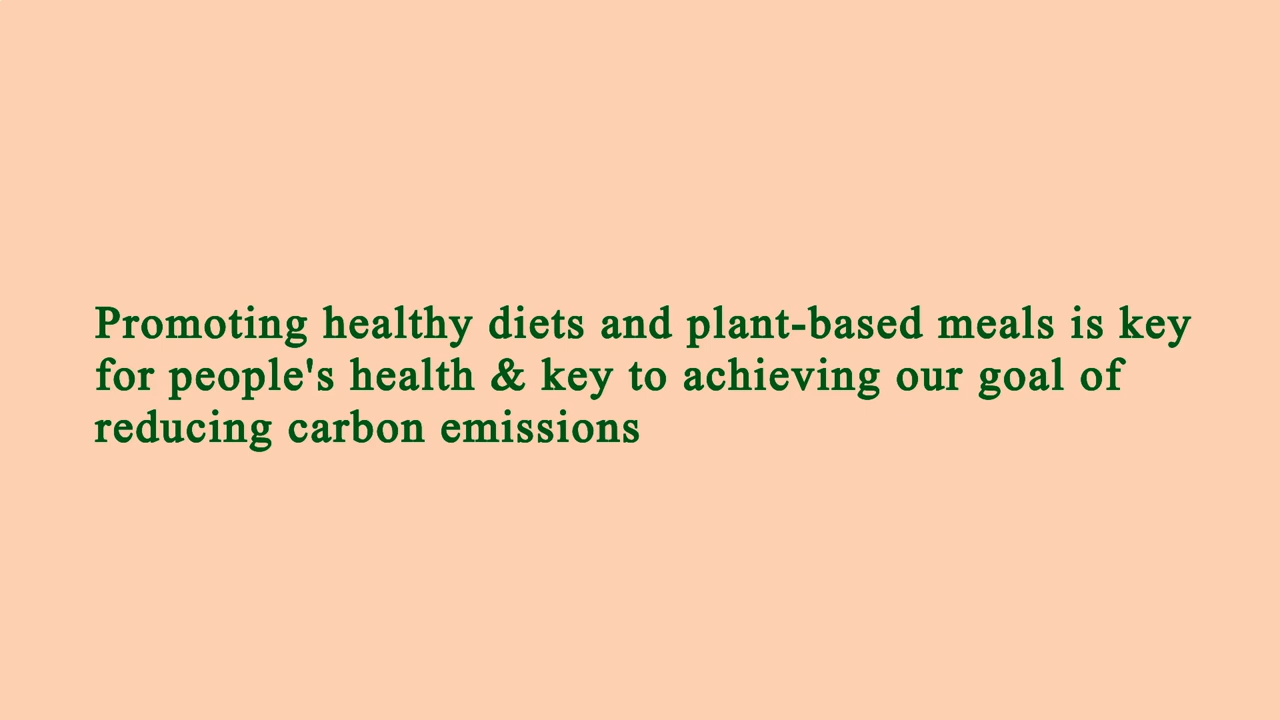 Promoting healthy diets and plant-based meals is key
for people's health & key to achieving our goal of
reducing carbon emissions